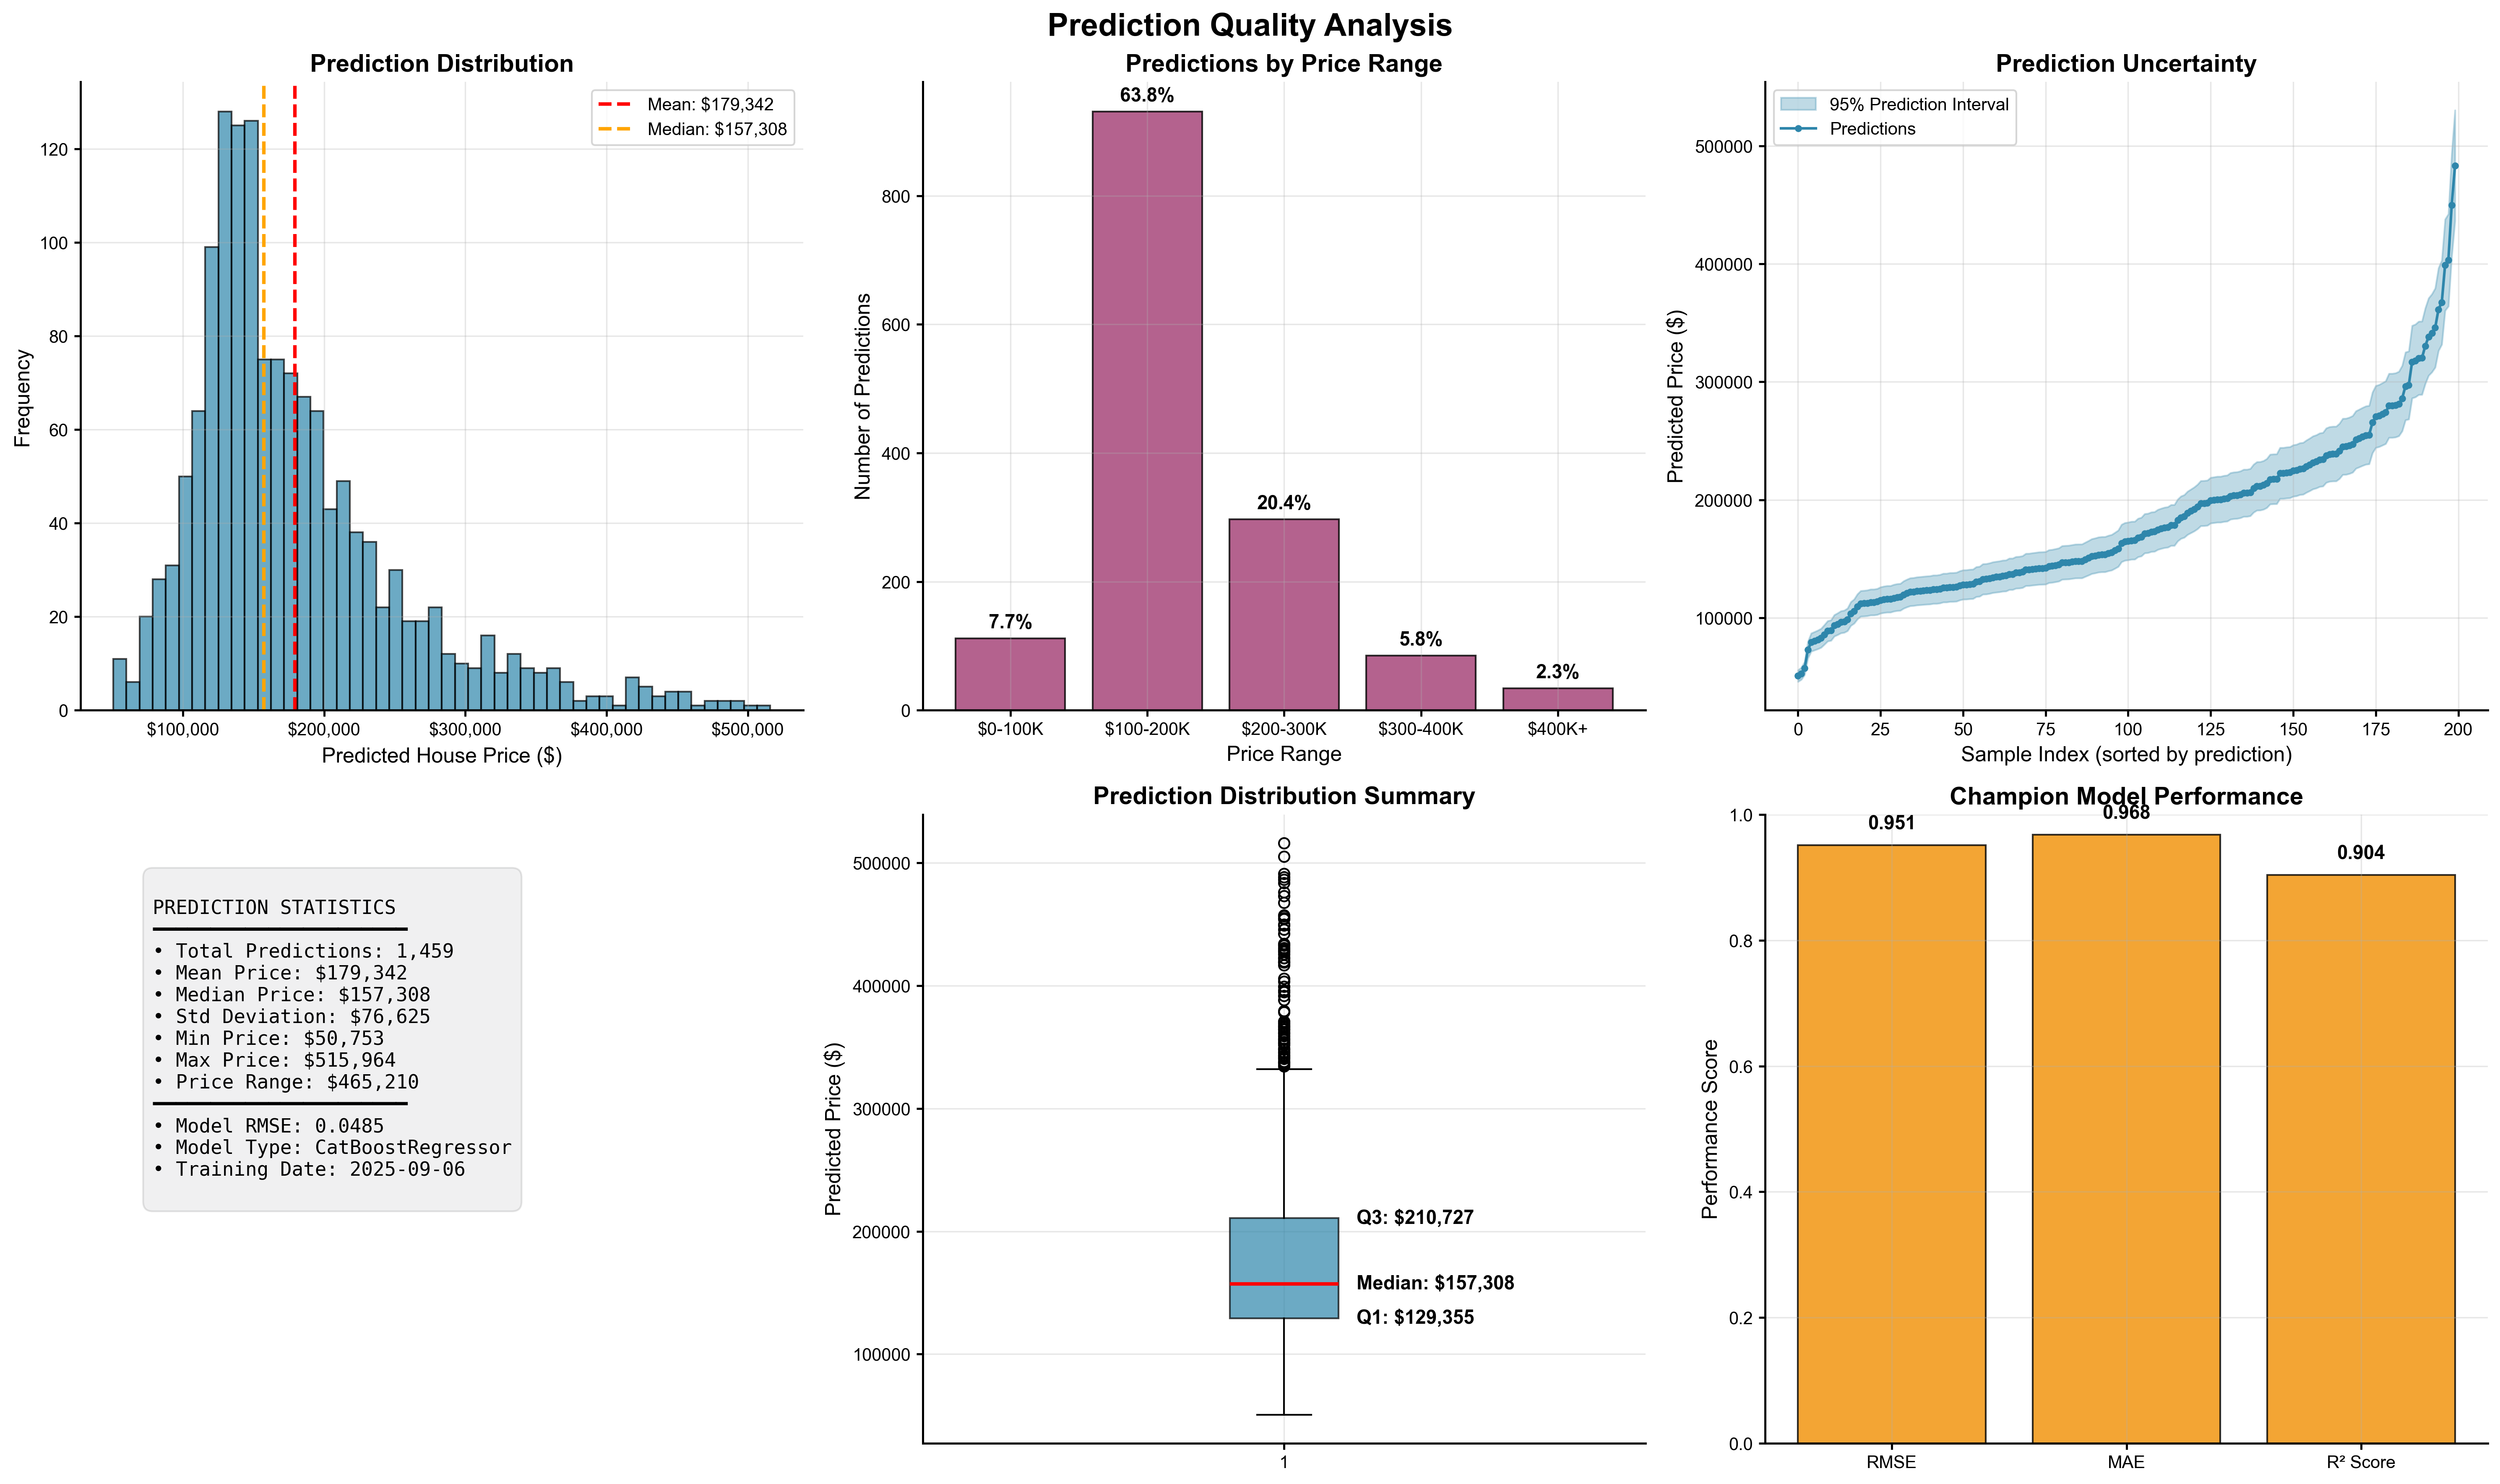 Prediction Quality Analysis
Prediction Distribution
Mean: $179,342
Median: $157,308
Frequency
120
100
80
60
40
20
0
$100,000
$200,000
$300,000
$400,000
$500,000
Predicted House Price ($)
Predictions by Price Range
63.8%
20.4%
7.7%
5.8%
2.3%
Number of Predictions
800
600
400
200
0
$0-100K
$100-200K
$200-300K
$300-400K
$400K+
Price Range
Prediction Uncertainty
95% Prediction Interval
Predictions
Predicted Price ($)
500000
400000
300000
200000
100000
0
25
50
75
100
125
150
175
200
Sample Index (sorted by prediction)
PREDICTION STATISTICS
• Total Predictions: 1,459
• Mean Price: $179,342
• Median Price: $157,308
• Std Deviation: $76,625
• Min Price: $50,753
• Max Price: $515,964
• Price Range: $465,210
• Model RMSE: 0.0485
• Model Type: CatBoostRegressor
• Training Date: 2025-09-06
Prediction Distribution Summary
Predicted Price ($)
500000
400000
300000
200000
100000
Q3: $210,727
Median: $157,308
Q1: $129,355
1
Champion Model Performance
0.951
0.968
0.904
Performance Score
1.0
0.8
0.6
0.4
0.2
0.0
RMSE
MAE
R² Score